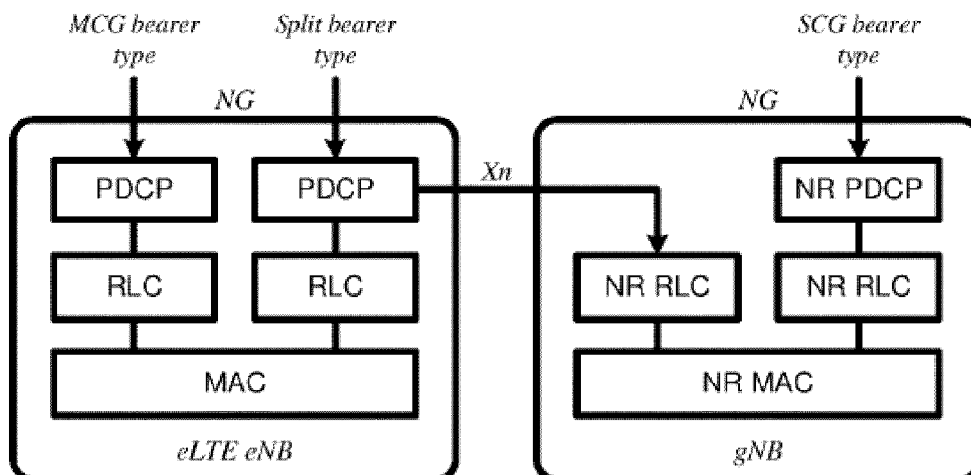 MCG bearer type
Split bearer type
SCG bearer type
NG
NG
PDCP
PDCP
Xn
NR PDCP
RLC
RLC
NR RLC
NR RLC
MAC
NR MAC
eLTE eNB
gNB